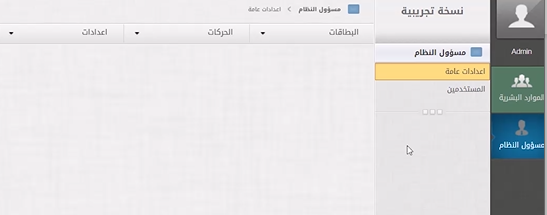 نسخة تجريبية
مسؤول النظام > اعدادات عامة
البطاقات الحركات اعدادات
مسؤول النظام
اعدادات عامة
المستخدمين
Admin
الموارد البشرية
مسؤول النظام